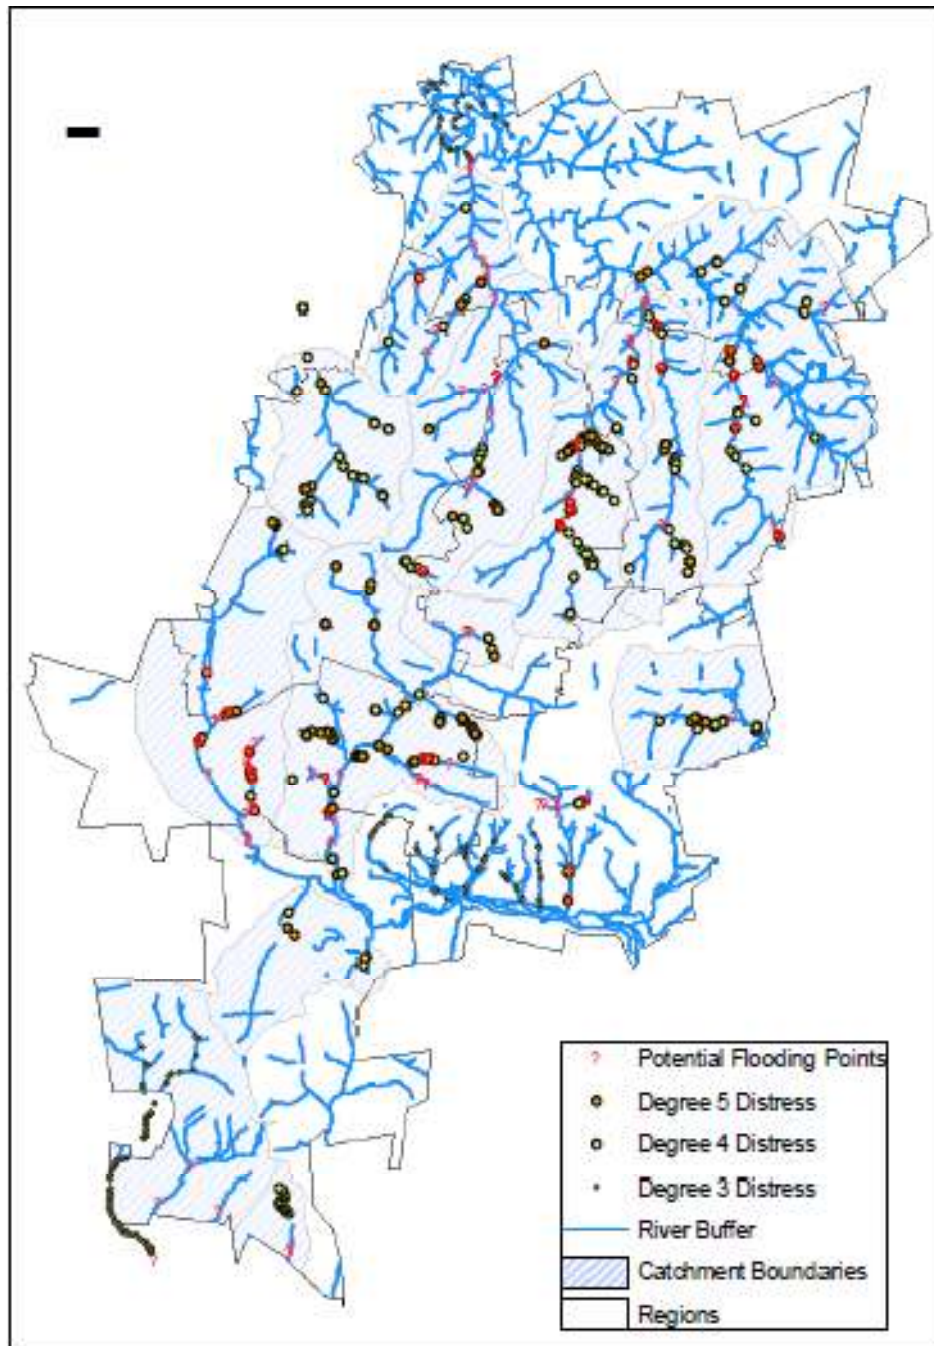 ? Potential Flooding Points
Degree 5 Distress
Degree 4 Distress
Degree 3 Distress
River Buffer
Catchment Boundaries
Regions